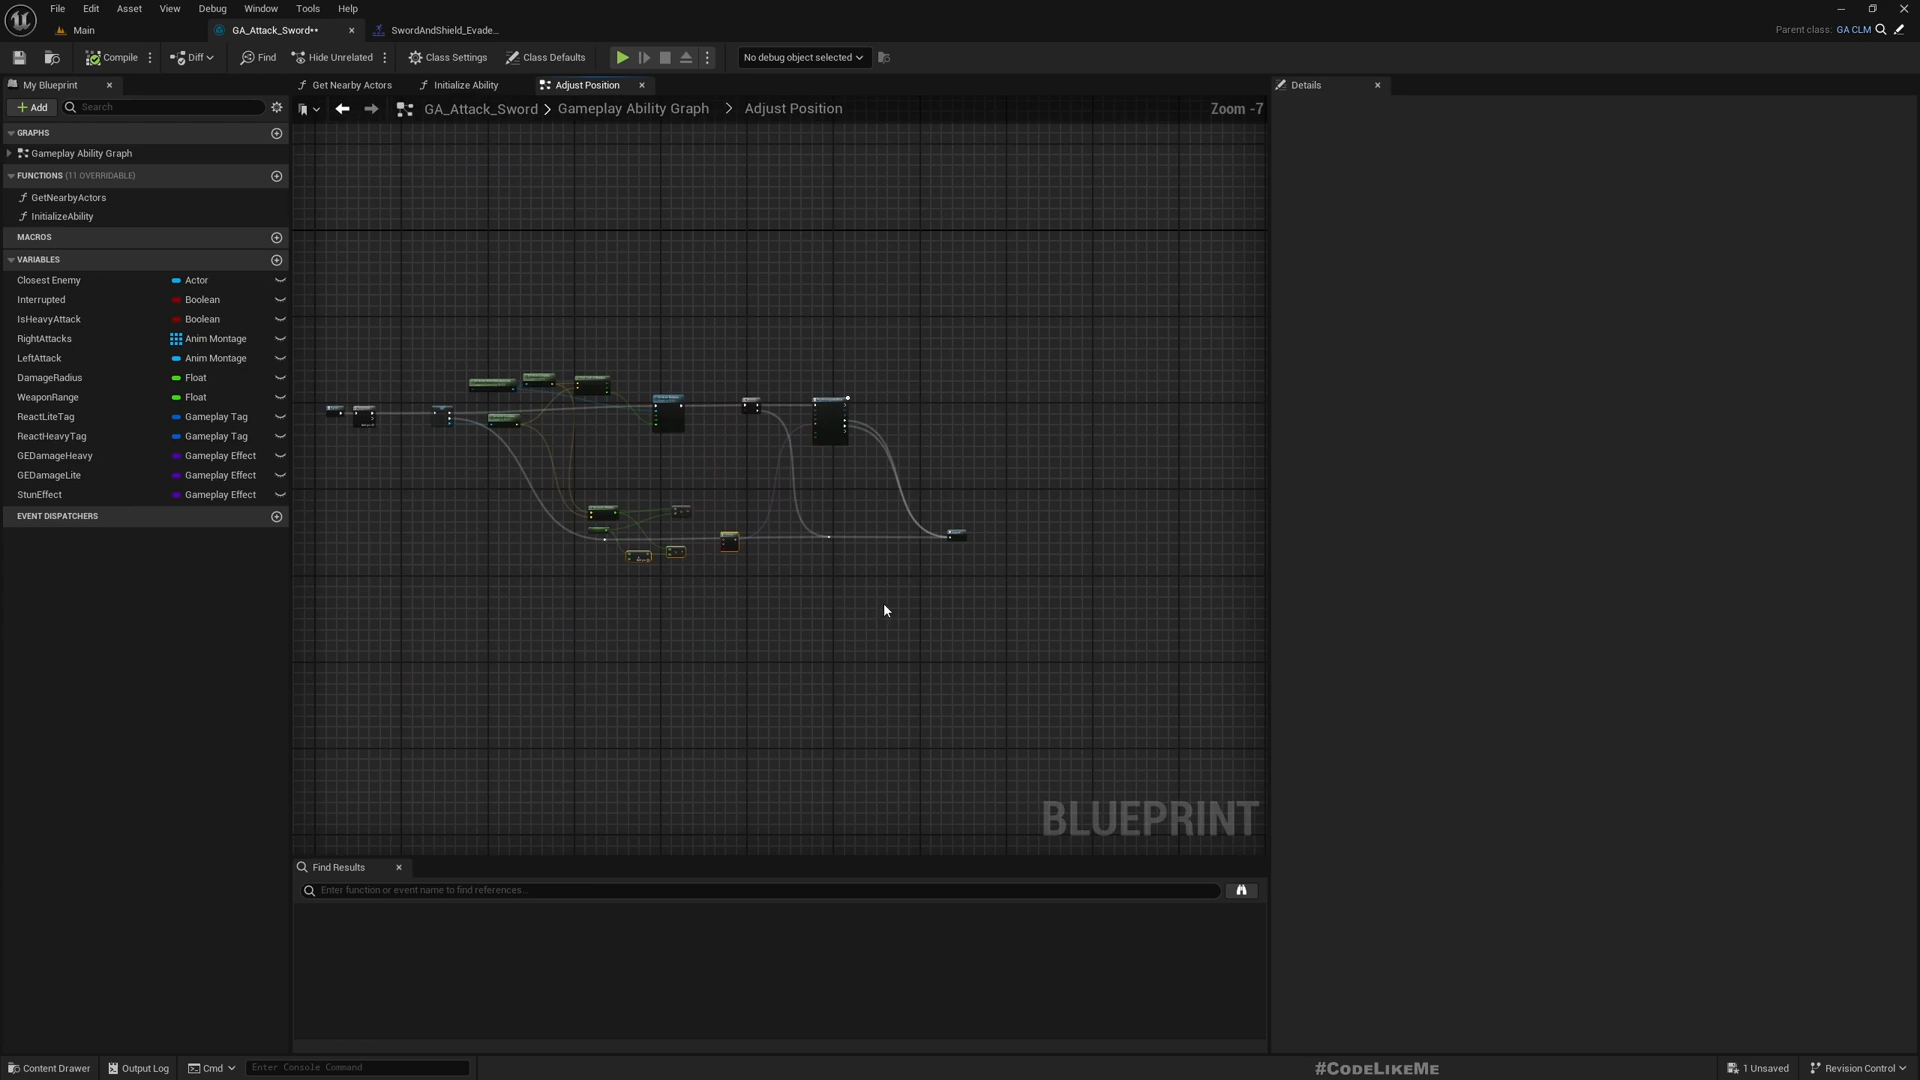 File Edit Asset View Debug Window Tools Help
Main
GA_Attack_Sword••
SwordAndShield_Evade...
Parent class: GA CLM
Compile
Diff
Find
Hide Unrelated
Class Settings
Class Defaults
No debug object selected
My Blueprint
Get Nearby Actors
Initialize Ability
Adjust Position
Details
Add
Search
GA_Attack_Sword > Gameplay Ability Graph > Adjust Position
Zoom -7
GRAPHS
Gameplay Ability Graph
FUNCTIONS (11 OVERRIDABLE)
GetNearbyActors
InitializeAbility
MACROS
VARIABLES
Closest Enemy Actor
Interrupted Boolean
IsHeavyAttack Boolean
RightAttacks Anim Montage
LeftAttack Anim Montage
DamageRadius Float
WeaponRange Float
ReactLiteTag Gameplay Tag
ReactHeavyTag Gameplay Tag
GEDamageHeavy Gameplay Effect
GEDamageLite Gameplay Effect
StunEffect Gameplay Effect
EVENT DISPATCHERS
BLUEPRINT
Find Results
Enter function or event name to find references...
Content Drawer
Output Log
Cmd
Enter Console Command
#CODELIKEME
1 Unsaved
Revision Control